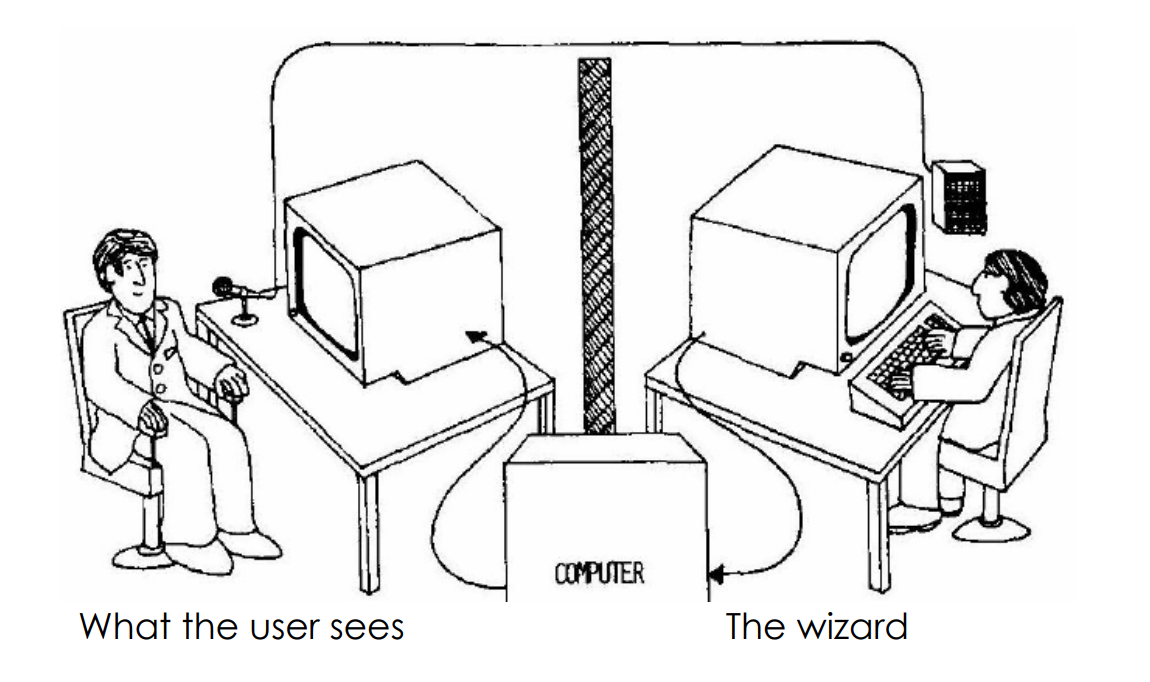 COMPUTER
What the user sees
The wizard